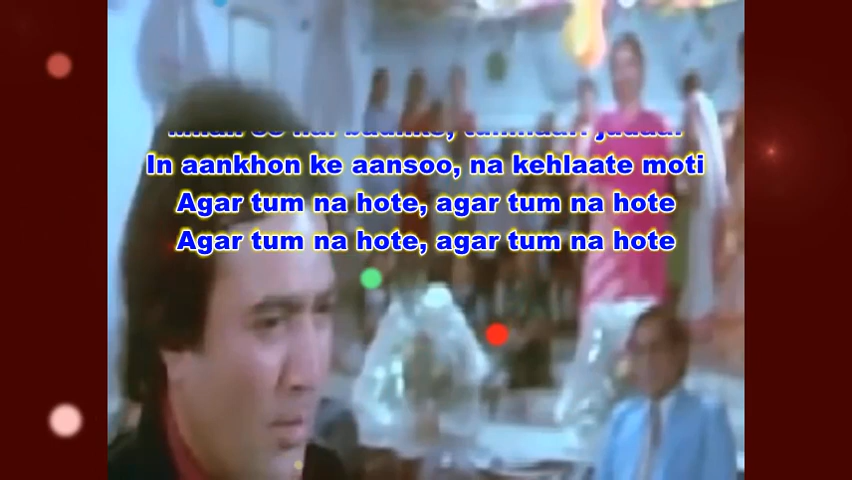 In aankhon ke aansoo, na kehlaate moti
Agar tum na hote, agar tum na hote
Agar tum na hote, agar tum na hote